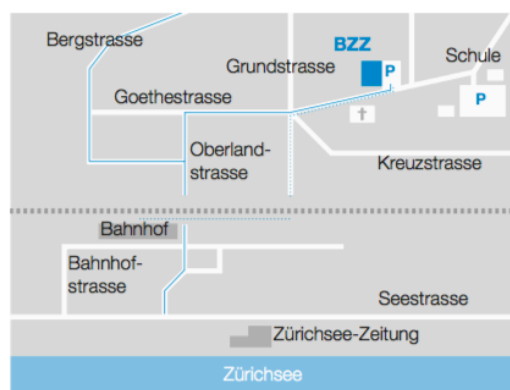 Bergstrasse
BZZ
Grundstrasse
P
Schule
Goethestrasse
P
Oberland-
strasse
Kreuzstrasse
Bahnhof
Bahnhof-
strasse
Seestrasse
Zürichsee-Zeitung
Zürichsee